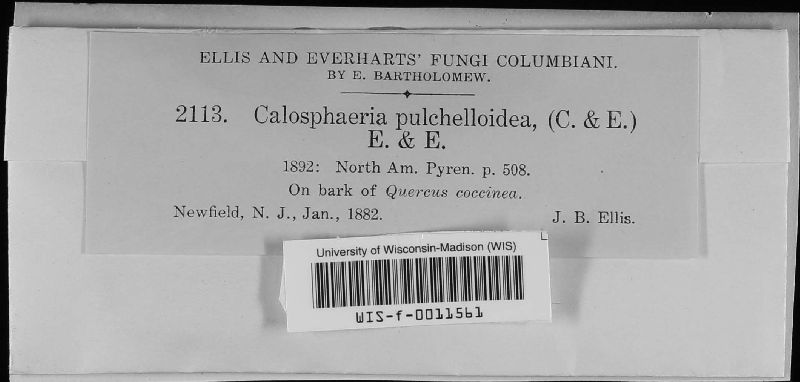 ELLIS AND EVERHARTS' FUNGI COLUMBIANI.
BY E. BARTHOLOMEW.
2113. Calosphaeria pulchelloidea, (C. & E.)
E. & E.
1892: North Am. Pyren. p. 508.
On bark of Quercus coccinea.
Newfield, N. J., Jan., 1882. J. B. Ellis.
University of Wisconsin-Madison (WIS)
WIS-f-0011561